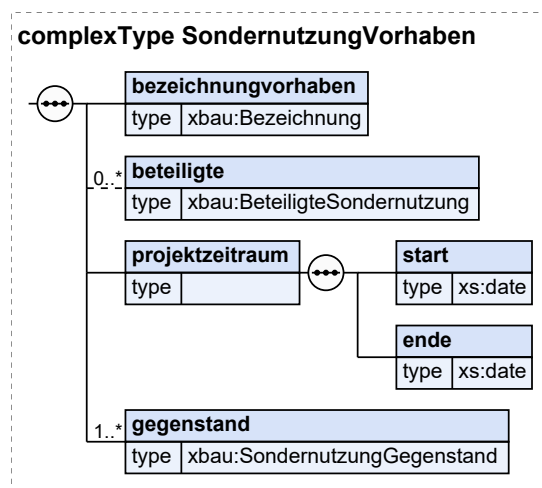 complexType SondernutzungVorhaben
bezeichnungvorhaben
type xbau:Bezeichnung
0..* beteiligte
type xbau:BeteiligteSondernutzung
projektzeitraum
type
start
type xs:date
ende
type xs:date
1..* gegenstand
type xbau:SondernutzungGegenstand